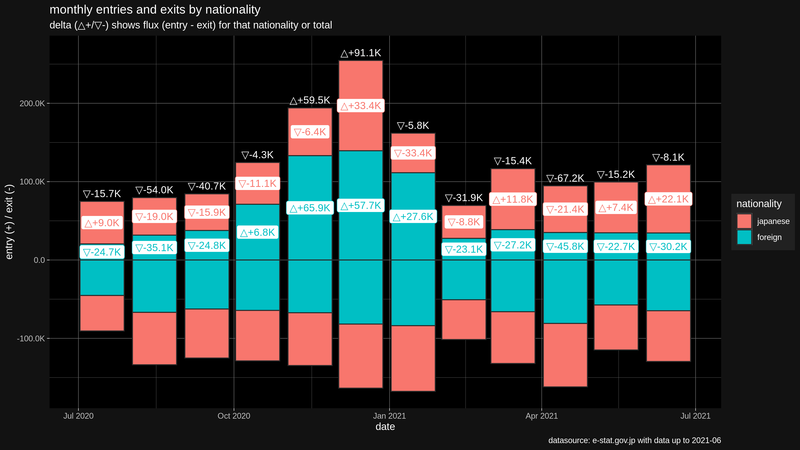 monthly entries and exits by nationality
delta (△+/▽-) shows flux (entry - exit) for that nationality or total
△+91.1K
△+59.5K
△+33.4K
200.0K
▽-6.4K
▽-5.8K
▽-4.3K
▽-33.4K
▽-15.4K
▽-8.1K
▽-15.7K
▽-54.0K
▽-40.7K
▽-11.1K
▽-31.9K
▽-67.2K
▽-15.2K
100.0K
△+9.0K
▽-19.0K
▽-15.9K
△+65.9K
△+57.7K
△+27.6K
▽-8.8K
△+11.8K
▽-21.4K
△+7.4K
△+22.1K
▽-24.7K
▽-35.1K
▽-24.8K
△+6.8K
▽-23.1K
▽-27.2K
▽-45.8K
▽-22.7K
▽-30.2K
0.0
-100.0K
entry (+) / exit (-)
Jul 2020
Oct 2020
Jan 2021
Apr 2021
Jul 2021
date
nationality
japanese
foreign
datasource: e-stat.gov.jp with data up to 2021-06